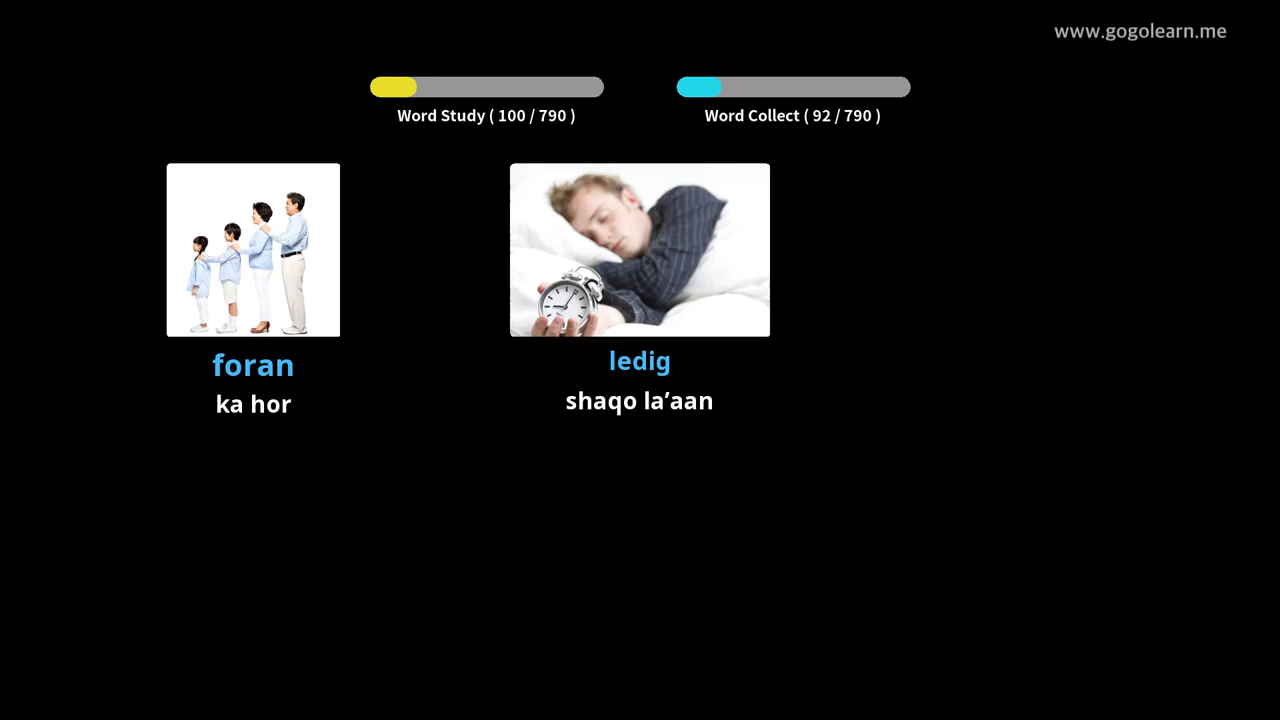 www.gogolearn.me
Word Study ( 100 / 790 )
Word Collect ( 92 / 790 )
foran
ka hor
ledig
shaqo la’aan